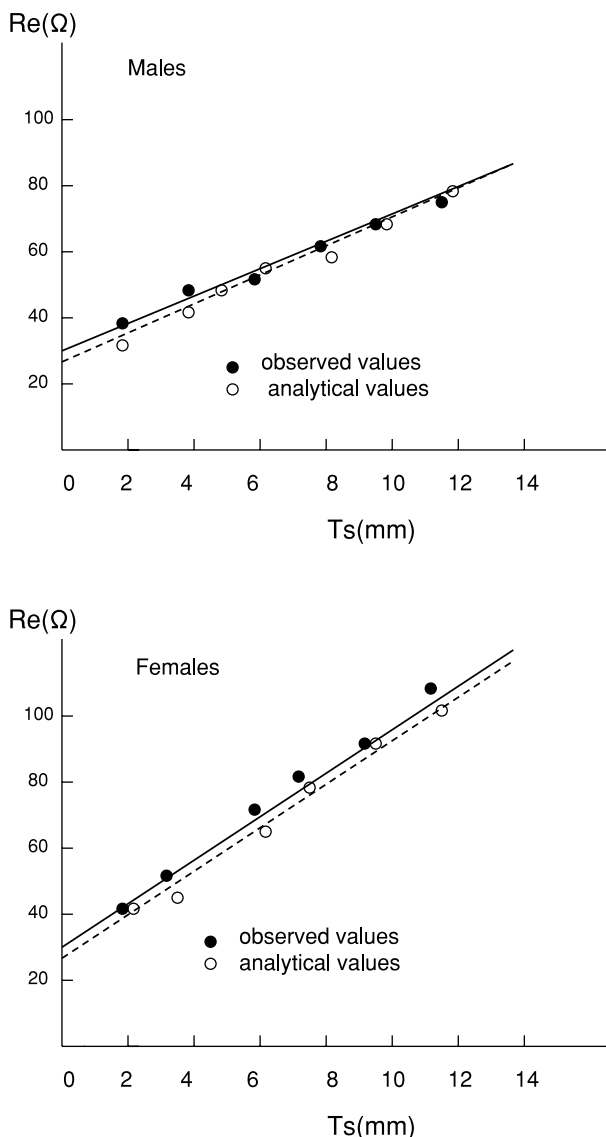 Re(Ω)
Males
100
80
60
40
20
observed values
analytical values
0 2 4 6 8 10 12 14
Ts(mm)
Re(Ω)
Females
100
80
60
40
20
observed values
analytical values
0 2 4 6 8 10 12 14
Ts(mm)